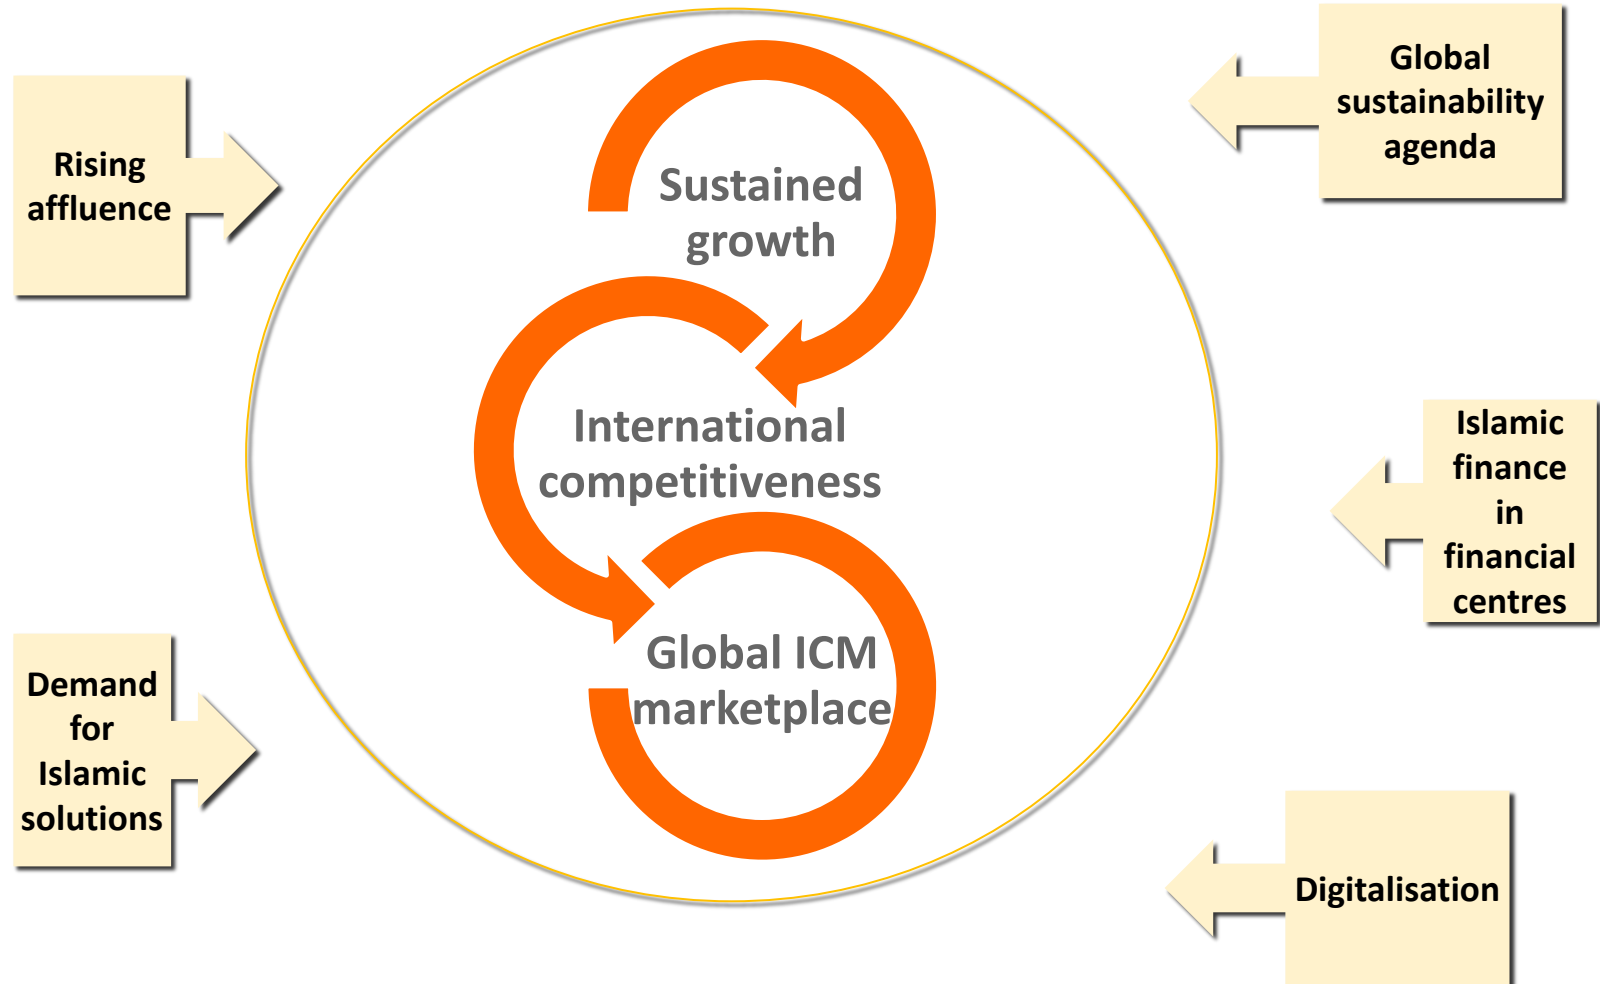 Rising
affluence
Demand
for
Islamic
solutions
Sustained
growth
International
competitiveness
Global ICM
marketplace
Global
sustainability
agenda
Islamic
finance
in
financial
centres
Digitalisation